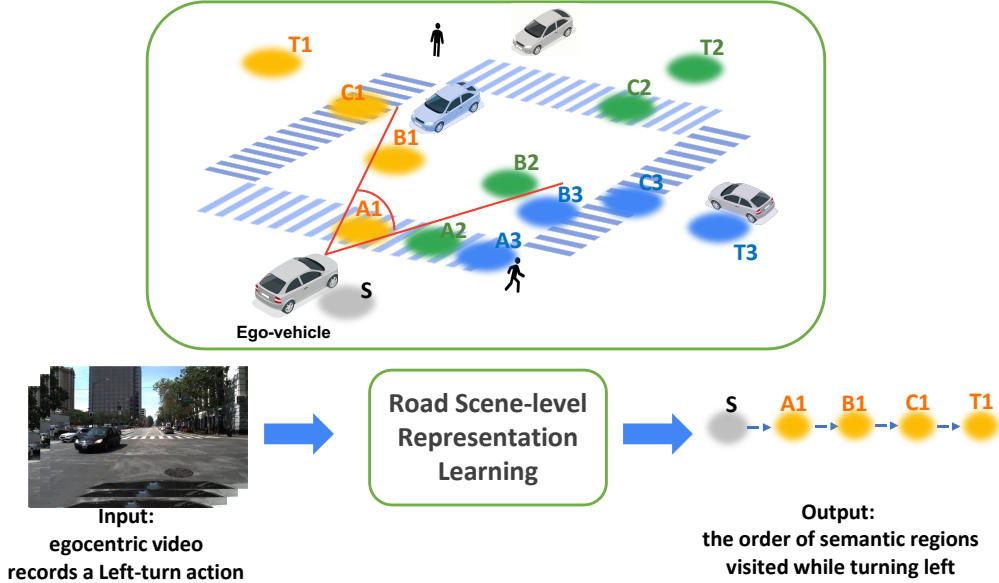 T1
T2
C1
C2
B1
B2
C3
B3
A1
A2
A3
T3
S
Ego-vehicle
Road Scene-level
Representation
Learning
S
A1
B1
C1
T1
Input:
egocentric video
records a Left-turn action
Output:
the order of semantic regions
visited while turning left